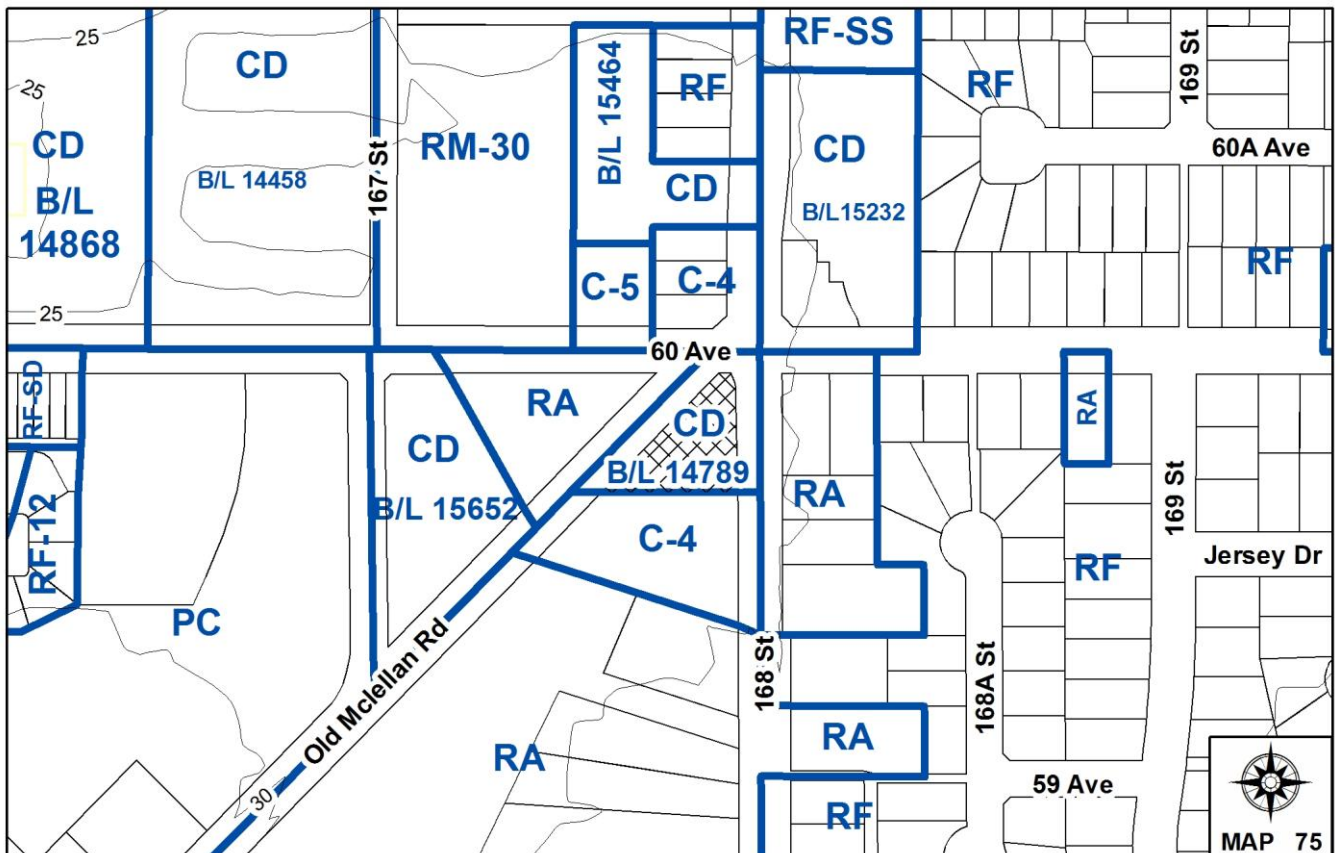 25
CD
RF-SS
169 St
25
CD
RM-30
B/L 15464
RF
CD
RF
60A Ave
B/L
14868
B/L 14458
167 St
CD
B/L15232
C-5
C-4
RF
25
60 Ave
RF-SD
RA
CD
B/L 15652
CD
B/L 14789
RA
RA
C-4
169 St
RF-12
PC
RF
Jersey Dr
Old Mclellan Rd
168 St
168A St
RA
RA
30
59 Ave
RF
MAP 75